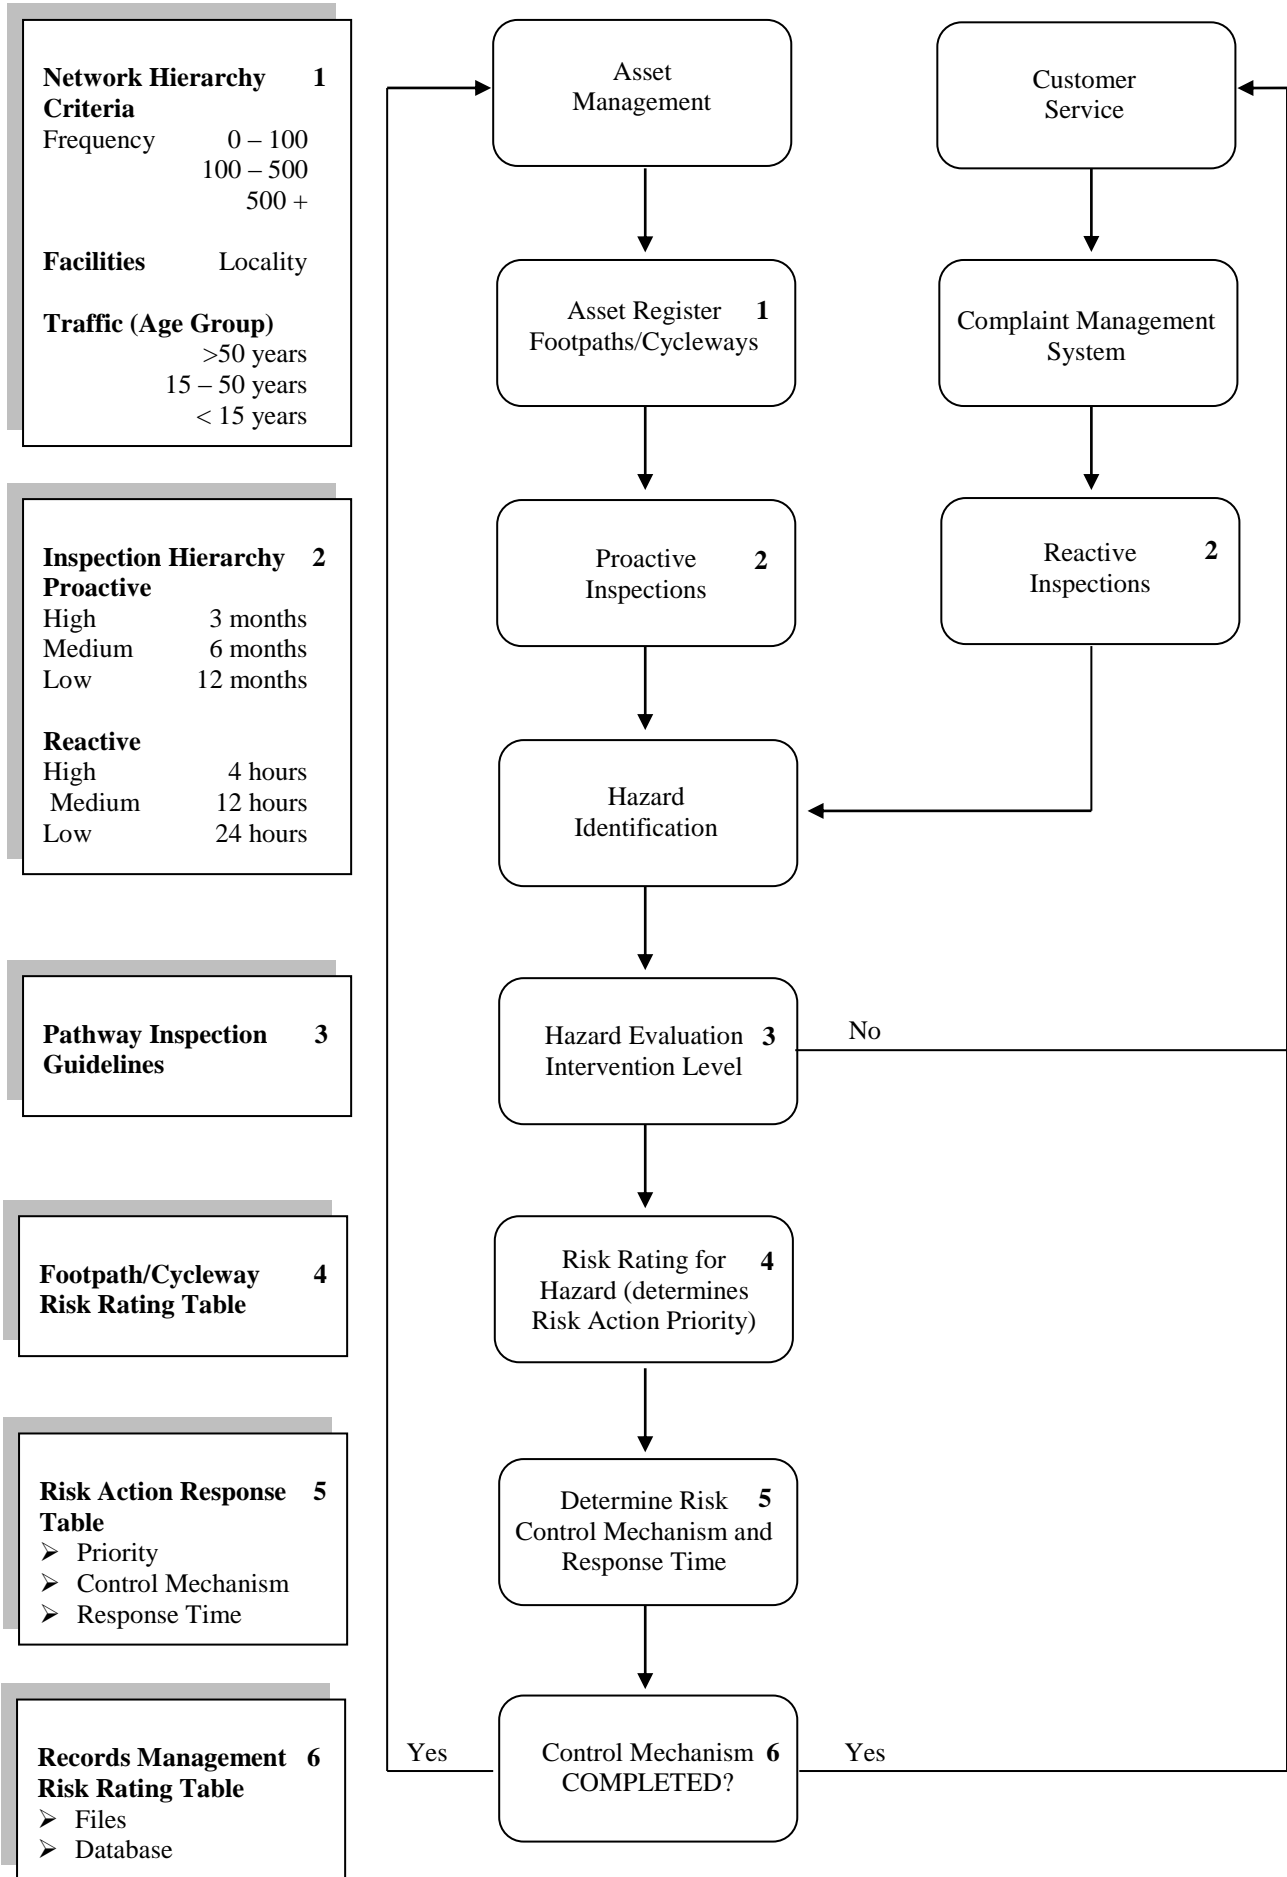 Network Hierarchy 1
Criteria
Frequency 0 – 100
100 – 500
500 +
Facilities Locality
Traffic (Age Group)
>50 years
15 – 50 years
< 15 years
Inspection Hierarchy 2
Proactive
High 3 months
Medium 6 months
Low 12 months
Reactive
High 4 hours
Medium 12 hours
Low 24 hours
Pathway Inspection 3
Guidelines
Footpath/Cycleway 4
Risk Rating Table
Risk Action Response 5
Table
➢ Priority
➢ Control Mechanism
➢ Response Time
Records Management 6
Risk Rating Table
➢ Files
➢ Database
Asset
Management
Asset Register 1
Footpaths/Cycleways
Proactive 2
Inspections
Hazard
Identification
Hazard Evaluation 3
Intervention Level
No
Risk Rating for 4
Hazard (determines
Risk Action Priority)
Determine Risk 5
Control Mechanism and
Response Time
Yes
Control Mechanism 6
COMPLETED?
Yes
Customer
Service
Complaint Management
System
Reactive 2
Inspections